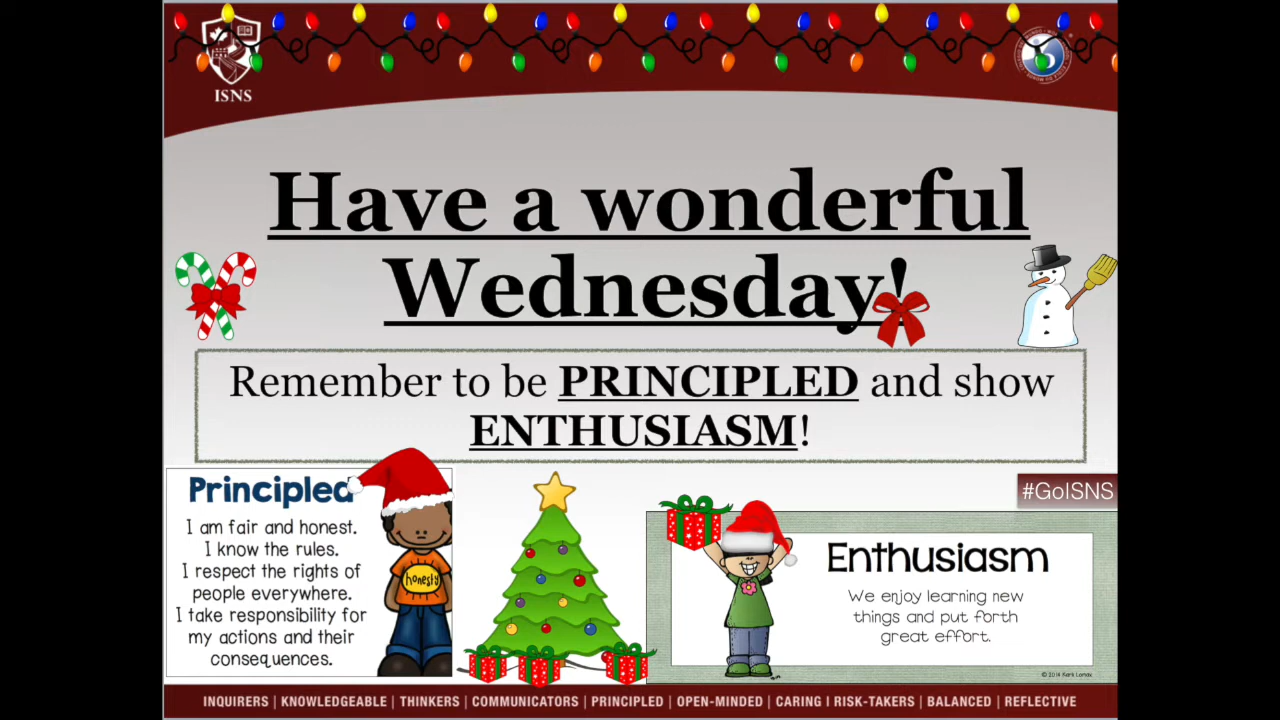 ISNS
Have a wonderful
Wednesday!
Remember to be PRINCIPLED and show
ENTHUSIASM!
Principled
I am fair and honest.
I know the rules.
I respect the rights of
people everywhere.
I take responsibility for
my actions and their
consequences.
honesty
#GoISNS
Enthusiasm
We enjoy learning new
things and put forth
great effort.
INQUIRERS | KNOWLEDGEABLE | THINKERS | COMMUNICATORS | PRINCIPLED | OPEN-MINDED | CARING I RISK-TAKERS | BALANCED | REFLECTIVE